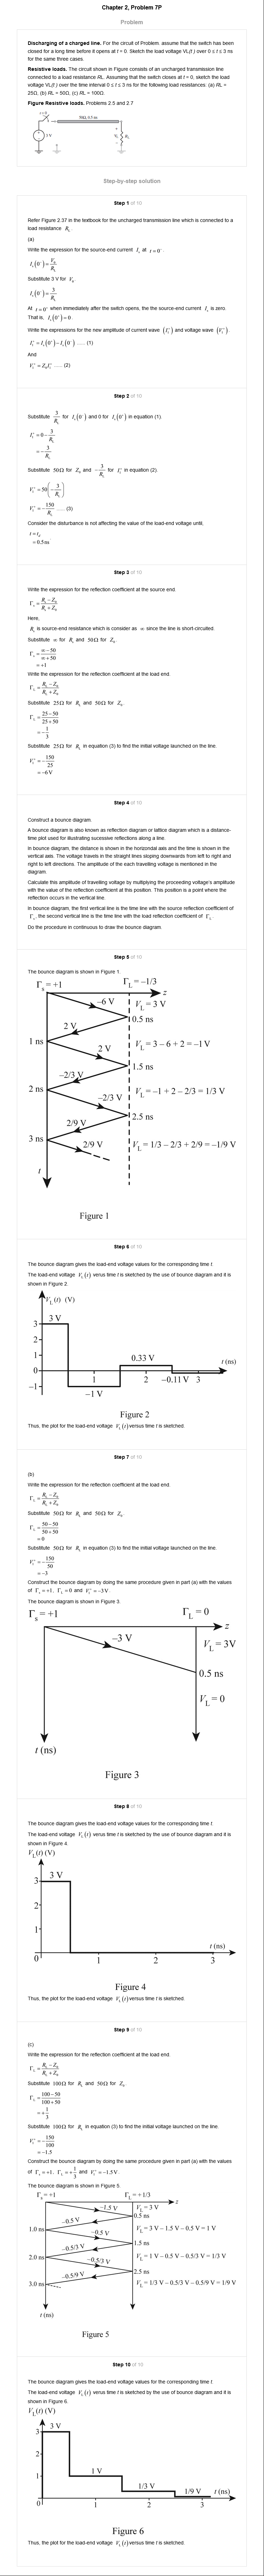 Chapter 2, Problem 7P
Problem
Discharging of a charged line. For the circuit of Problem assume that the switch has been
closed for a long time before it opens at t = 0. Sketch the load voltage VL(t ) over 0 ≤ t ≤ 3 ns
for the same three cases.
Resistive loads. The circuit shown in Figure consists of an uncharged transmission line
connected to a load resistance RL. Assuming that the switch closes at t = 0, sketch the load
voltage VL(t) over the time interval 0 ≤ t ≤ 3 ns for the following load resistances: (a) RL =
25Ω, (b) RL = 50Ω, (c) RL = 100Ω.
Figure Resistive loads. Problems 2.5 and 2.7
t = 0
50Ω, 0.5 ns
3 V
+
V_L
R_L
−
Step-by-step solution
Step 1 of 10
Refer Figure 2.37 in the textbook for the uncharged transmission line which is connected to a
load resistance R_L.
(a)
Write the expression for the source-end current I_s at t = 0⁻.
I_s(0⁻) = V_0/R_L
Substitute 3 V for V_0.
I_s(0⁻) = 3/R_L
At t = 0⁺ when immediately after the switch opens, the the source-end current I_s is zero.
That is, I_s(0⁺) = 0.
Write the expressions for the new amplitude of current wave (I_1⁺) and voltage wave (V_1⁺)
I_1⁺ = I_s(0⁺) − I_s(0⁻) ...... (1)
And
V_1⁺ = Z_0I_1⁺ ...... (2)
Step 2 of 10
Substitute 3/R_L for I_s(0⁻) and 0 for I_s(0⁺) in equation (1).
I_1⁺ = 0 − 3/R_L
= −3/R_L
Substitute 50Ω for Z_0 and −3/R_L for I_1⁺ in equation (2).
V_1⁺ = 50(−3/R_L)
V_1⁺ = −150/R_L ...... (3)
Consider the disturbance is not affecting the value of the load-end voltage until,
t = t_d
= 0.5 ns
Step 3 of 10
Write the expression for the reflection coefficient at the source end.
Γ_s = (R_s − Z_0)/(R_s + Z_0)
Here,
R_s is source-end resistance which is consider as ∞ since the line is short-circuited.
Substitute ∞ for R_s and 50Ω for Z_0.
Γ_s = (∞ − 50)/(∞ + 50)
= +1
Write the expression for the reflection coefficient at the load end.
Γ_L = (R_L − Z_0)/(R_L + Z_0)
Substitute 25Ω for R_L and 50Ω for Z_0.
Γ_L = (25 − 50)/(25 + 50)
= −1/3
Substitute 25Ω for R_L in equation (3) to find the initial voltage launched on the line.
V_1⁺ = −150/25
= −6 V
Step 4 of 10
Construct a bounce diagram:
A bounce diagram is also known as reflection diagram or lattice diagram which is a distance-
time plot used for illustrating successive reflections along a line.
In bounce diagram, the distance is shown in the horizontal axis and the time is shown in the
vertical axis. The voltage travels in the straight lines sloping downwards from left to right and
right to left directions. The amplitude of the each travelling voltage is mentioned in the
diagram.
Calculate this amplitude of travelling voltage by multiplying the preceding voltage's amplitude
with the value of the reflection coefficient at this position. This position is a point where the
reflection occurs in the vertical line.
In bounce diagram, the first vertical line is the time line with the source reflection coefficient of
Γ_s, the second vertical line is the time line with the load reflection coefficient of Γ_L.
Do the procedure in continuous to draw the bounce diagram.
Step 5 of 10
The bounce diagram is shown in Figure 1.
Γ_s = +1
Γ_L = −1/3
z
−6 V
V_L = 3 V
0.5 ns
2 V
1 ns
2 V
V_L = 3 − 6 + 2 = −1 V
1.5 ns
−2/3 V
2 ns
−2/3 V
V_L = −1 + 2 − 2/3 = 1/3 V
2.5 ns
2/9 V
3 ns
2/9 V
V_L = 1/3 − 2/3 + 2/9 = −1/9 V
t
Figure 1
Step 6 of 10
The bounce diagram gives the load-end voltage values for the corresponding time t.
The load-end voltage V_L(t) verus time t is sketched by the use of bounce diagram and it is
shown in Figure 2.
V_L(t) (V)
3 V
3
2
1
0.33 V
t (ns)
0
1
2
−0.11 V
3
−1
−1 V
Figure 2
Thus, the plot for the load-end voltage V_L(t) versus time t is sketched.
Step 7 of 10
(b)
Write the expression for the reflection coefficient at the load end.
Γ_L = (R_L − Z_0)/(R_L + Z_0)
Substitute 50Ω for R_L and 50Ω for Z_0.
Γ_L = (50 − 50)/(50 + 50)
= 0
Substitute 50Ω for R_L in equation (3) to find the initial voltage launched on the line.
V_1⁺ = −150/50
= −3
Construct the bounce diagram by doing the same procedure given in part (a) with the values
of Γ_s = +1, Γ_L = 0 and V_1⁺ = −3 V.
The bounce diagram is shown in Figure 3.
Γ_s = +1
Γ_L = 0
z
−3 V
V_L = 3V
0.5 ns
V_L = 0
t (ns)
Figure 3
Step 8 of 10
The bounce diagram gives the load-end voltage values for the corresponding time t.
The load-end voltage V_L(t) verus time t is sketched by the use of bounce diagram and it is
shown in Figure 4.
V_L(t) (V)
3 V
3
2
1
t (ns)
0
1
2
3
Figure 4
Thus, the plot for the load-end voltage V_L(t) versus time t is sketched.
Step 9 of 10
(c)
Write the expression for the reflection coefficient at the load end.
Γ_L = (R_L − Z_0)/(R_L + Z_0)
Substitute 100Ω for R_L and 50Ω for Z_0.
Γ_L = (100 − 50)/(100 + 50)
= +1/3
Substitute 100Ω for R_L in equation (3) to find the initial voltage launched on the line.
V_1⁺ = −150/100
= −1.5
Construct the bounce diagram by doing the same procedure given in part (a) with the values
of Γ_s = +1, Γ_L = +1/3 and V_1⁺ = −1.5 V.
The bounce diagram is shown in Figure 5.
Γ_s = +1
Γ_L = +1/3
z
−1.5 V
V_L = 3 V
0.5 ns
−0.5 V
1.0 ns
−0.5 V
V_L = 3 V − 1.5 V − 0.5 V = 1 V
1.5 ns
−0.5/3 V
2.0 ns
−0.5/3 V
V_L = 1 V − 0.5 V − 0.5/3 V = 1/3 V
2.5 ns
−0.5/9 V
3.0 ns
V_L = 1/3 V − 0.5/3 V − 0.5/9 V = 1/9 V
t (ns)
Figure 5
Step 10 of 10
The bounce diagram gives the load-end voltage values for the corresponding time t.
The load-end voltage V_L(t) verus time t is sketched by the use of bounce diagram and it is
shown in Figure 6.
V_L(t) (V)
3 V
3
2
1 V
1
1/3 V
1/9 V
t (ns)
0
1
2
3
Figure 6
Thus, the plot for the load-end voltage V_L(t) versus time t is sketched.